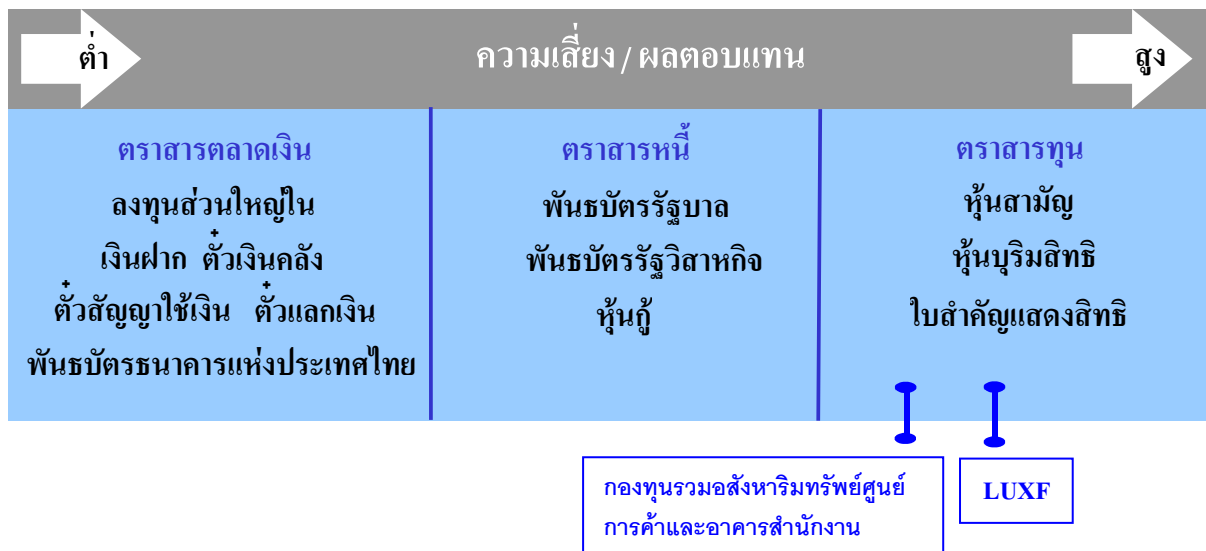 ต่ำ
ความเสี่ยง / ผลตอบแทน
สูง
ตราสารตลาดเงิน
ลงทุนส่วนใหญ่ใน
เงินฝาก ตั๋วเงินคลัง
ตั๋วสัญญาใช้เงิน ตั๋วแลกเงิน
พันธบัตรธนาคารแห่งประเทศไทย
ตราสารหนี้
พันธบัตรรัฐบาล
พันธบัตรรัฐวิสาหกิจ
หุ้นกู้
ตราสารทุน
หุ้นสามัญ
หุ้นบุริมสิทธิ
ใบสำคัญแสดงสิทธิ
กองทุนรวมอสังหาริมทรัพย์ศูนย์
การค้าและอาคารสำนักงาน
LUXF